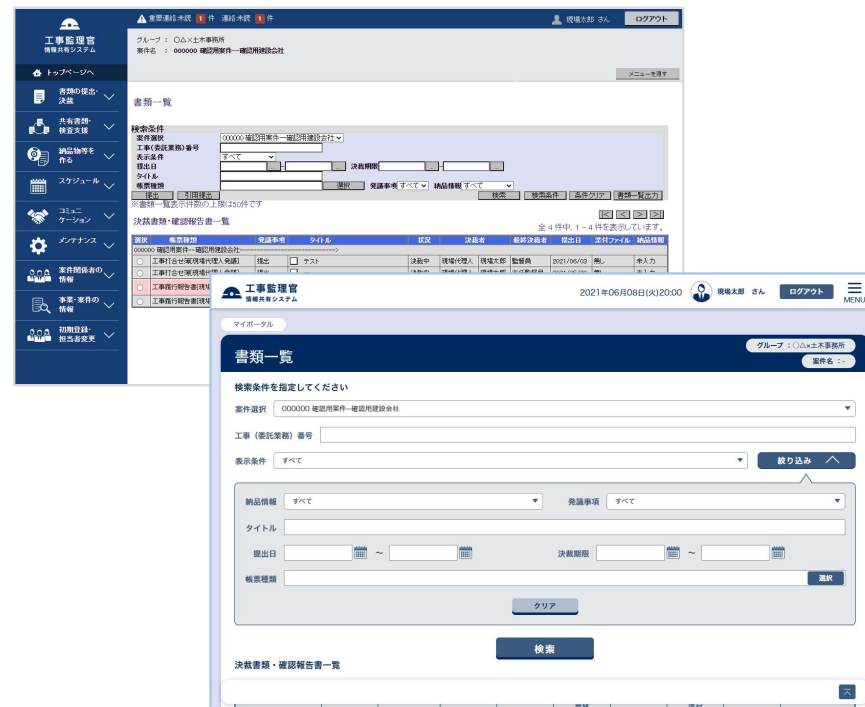 重要連絡 未読 1 件 連絡 未読 1 件
現場太郎 さん ログアウト
工事監理官
情報共有システム
グループ ： ○△×土木事務所
案件名 ： 000000 確認用案件―確認用建設会社
トップページへ
メニューを隠す
書類の提出・
決裁
共有書類・
検査支援
納品物等を
作る
スケジュール
コミュニ
ケーション
メンテナンス
案件関係者の
情報
事業・案件の
情報
初期登録・
担当者変更
書類一覧
検索条件
案件選択 000000 確認用案件―確認用建設会社
工事(委託業務)番号
表示条件 すべて
提出日 ... - ... 決裁期限 ... - ...
タイトル
帳票種類 選択 発議事項 すべて 納品情報 すべて
提出 引用提出 検索 検索条件 条件クリア 書類一覧出力
※書類一覧表示件数の上限は50件です
|< < > >|
決裁書類・確認報告書一覧
全 4 件中, 1 - 4 件を表示しています。
選択 帳票種類 発議事項 タイトル 状況 決裁者 最終決裁者 提出日 添付ファイル 納品情報
000000 確認用案件―確認用建設会社
工事打合せ簿[現場代理人発議] 提出 テスト 決裁中 現場代理人 現場太郎 監督員 2021/06/03 無し 未入力
工事打合せ簿[現場代理人発議]
工事履行報告書[現場
工事履行報告書[現場
工事監理官
情報共有システム
2021年06月08日(火)20:00 現場太郎 さん ログアウト MENU
マイポータル
書類一覧
グループ ：○△×土木事務所
案件名 ：-
検索条件を指定してください
案件選択 000000 確認用案件―確認用建設会社
工事（委託業務）番号
表示条件 すべて 絞り込み
納品情報 すべて 発議事項 すべて
タイトル
提出日 ～ 決裁期限 ～
帳票種類 選択
クリア
検索
決裁書類・確認報告書一覧